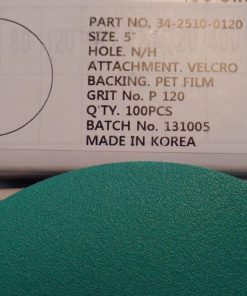 PART NO. 34-2510-0120
SIZE. 5"
HOLE. N/H
ATTACHMENT. VELCRO
BACKING. PET FILM
GRIT No. P 120
Q'TY. 100PCS
BATCH No. 131005
MADE IN KOREA